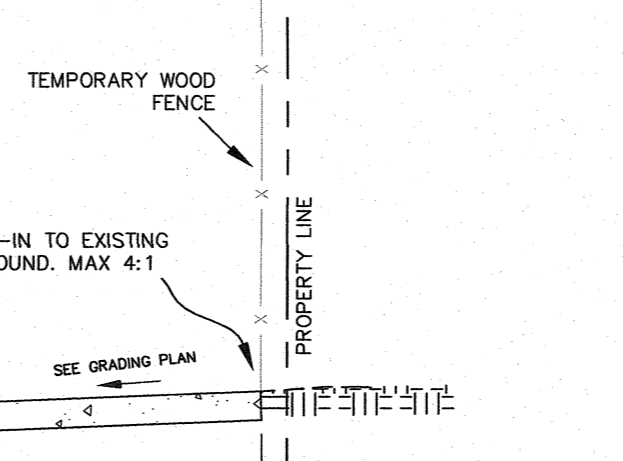 TEMPORARY WOOD
FENCE
-IN TO EXISTING
OUND. MAX 4:1
PROPERTY LINE
SEE GRADING PLAN